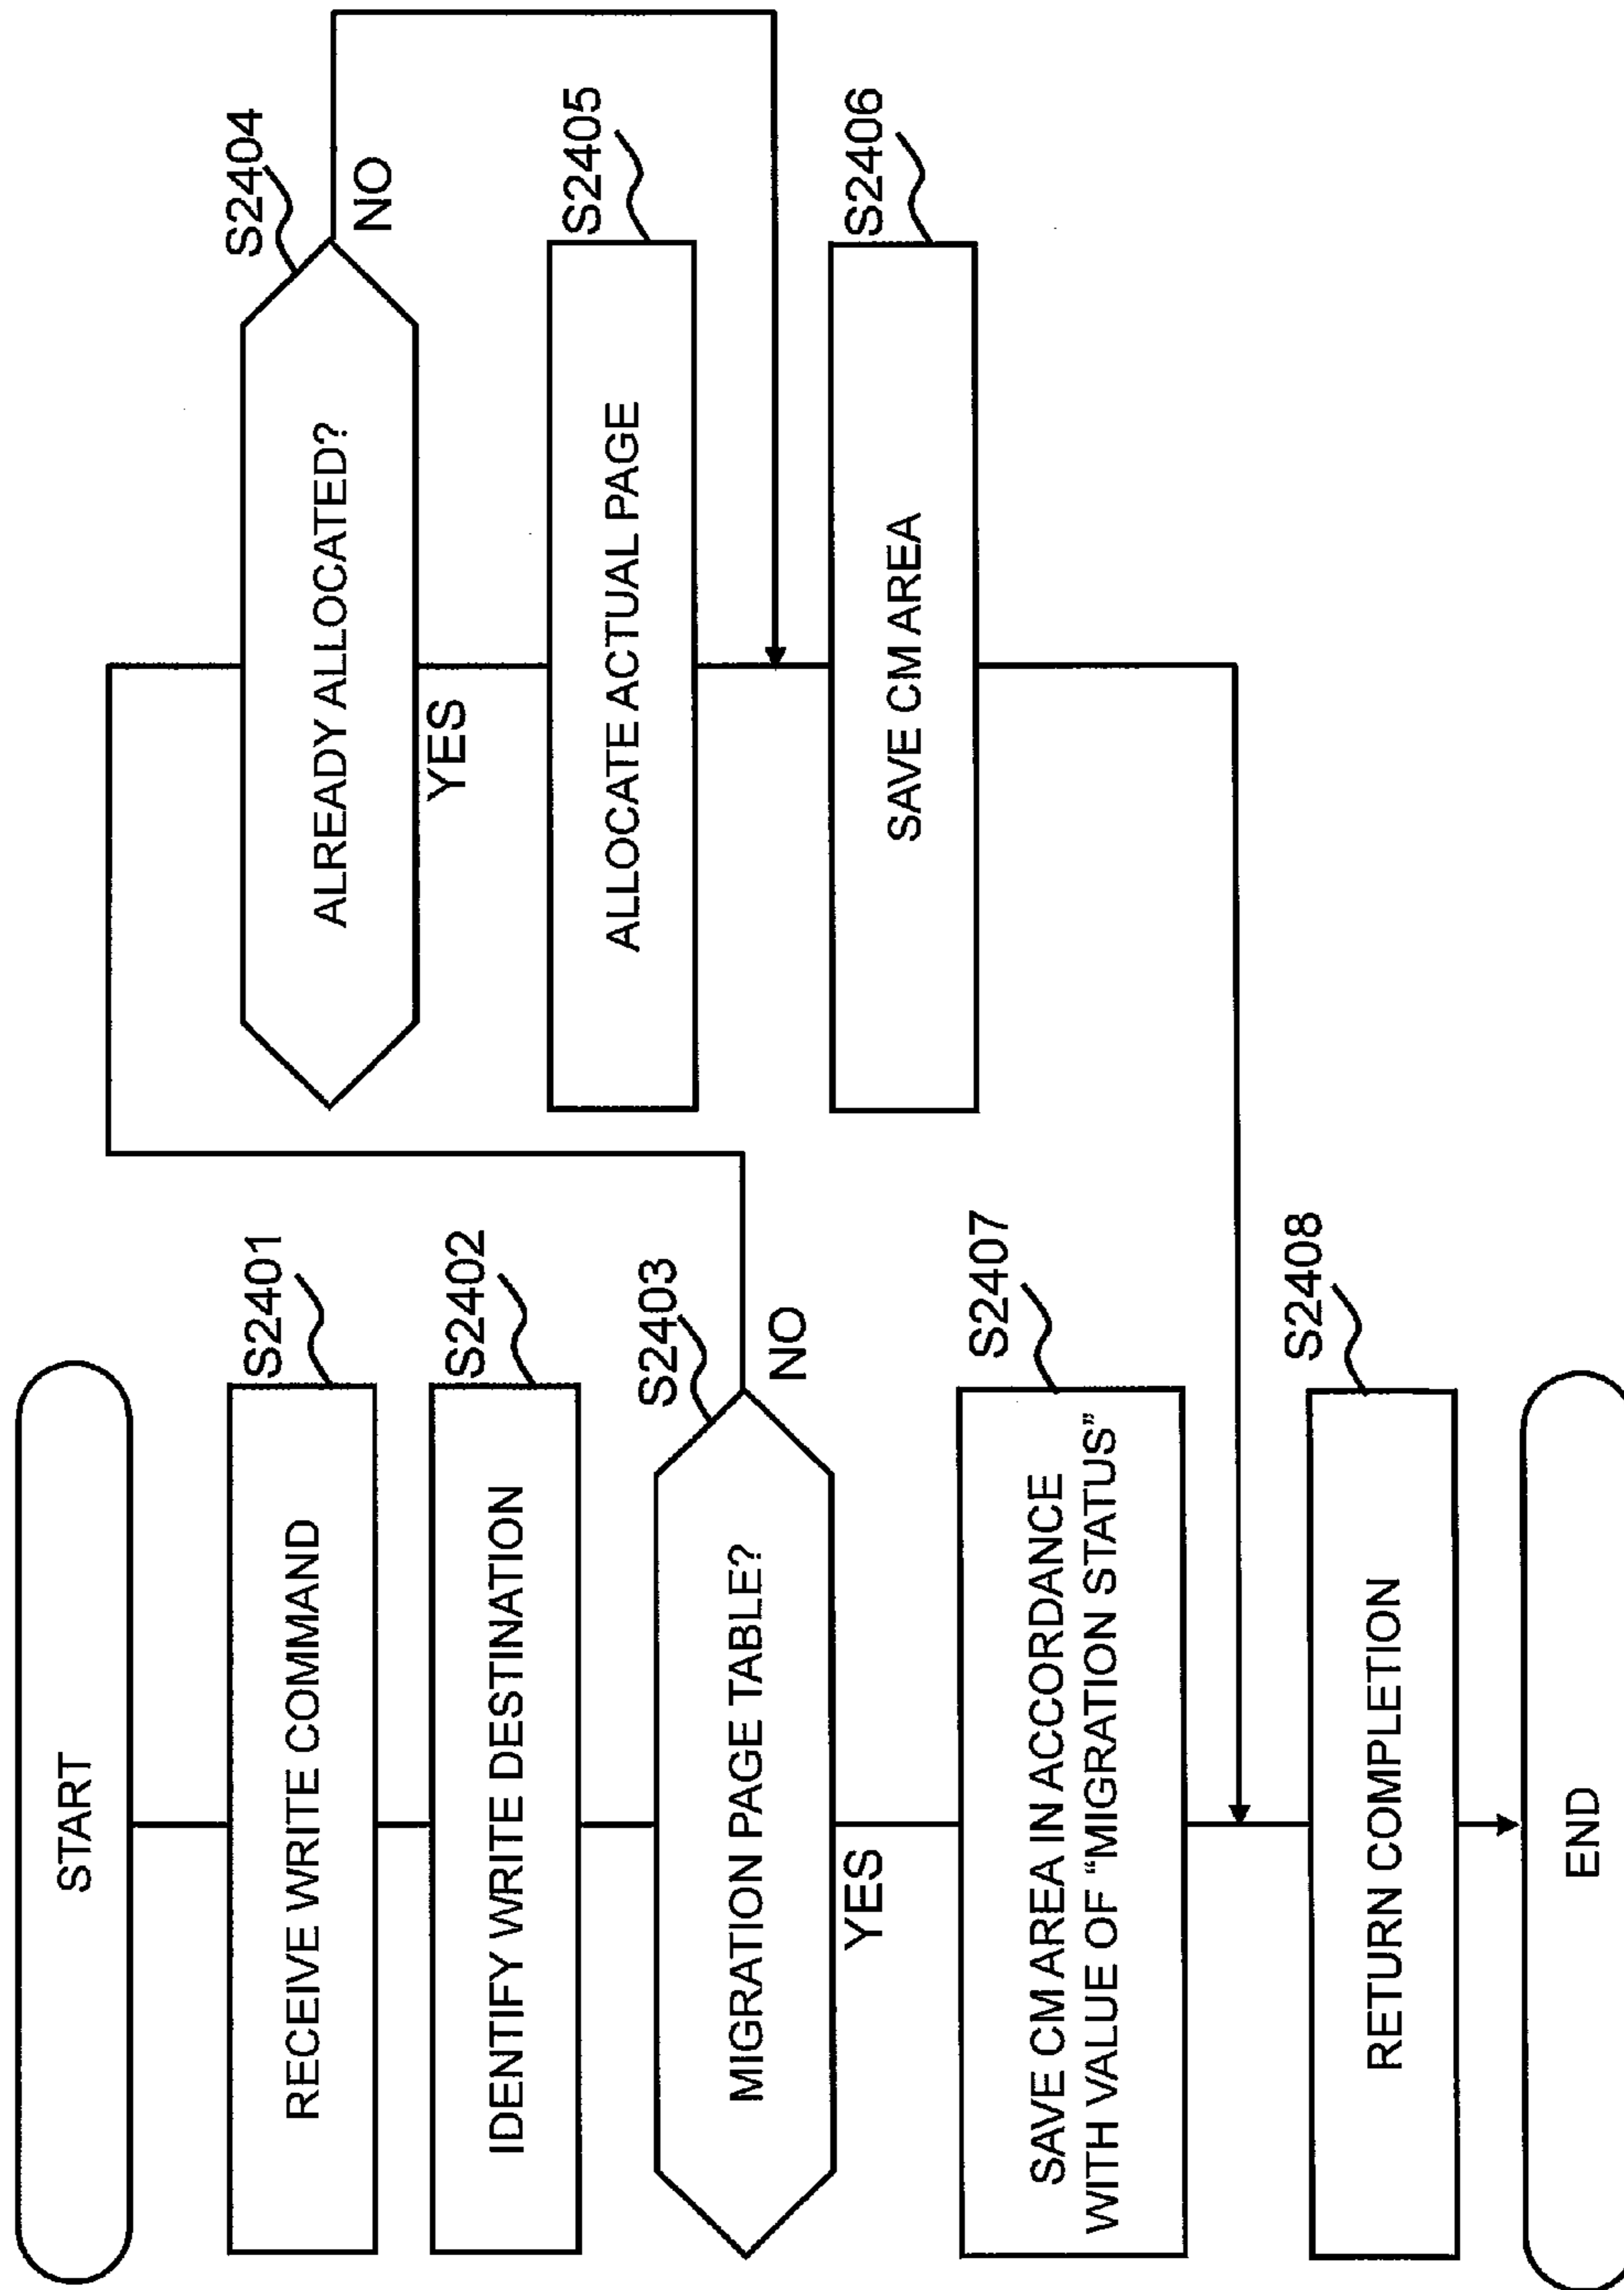 START
RECEIVE WRITE COMMAND
S2401
IDENTIFY WRITE DESTINATION
S2402
MIGRATION PAGE TABLE?
S2403
NO
YES
ALREADY ALLOCATED?
S2404
NO
YES
ALLOCATE ACTUAL PAGE
S2405
SAVE CM AREA
S2406
SAVE CM AREA IN ACCORDANCE
WITH VALUE OF “MIGRATION STATUS”
S2407
RETURN COMPLETION
S2408
END